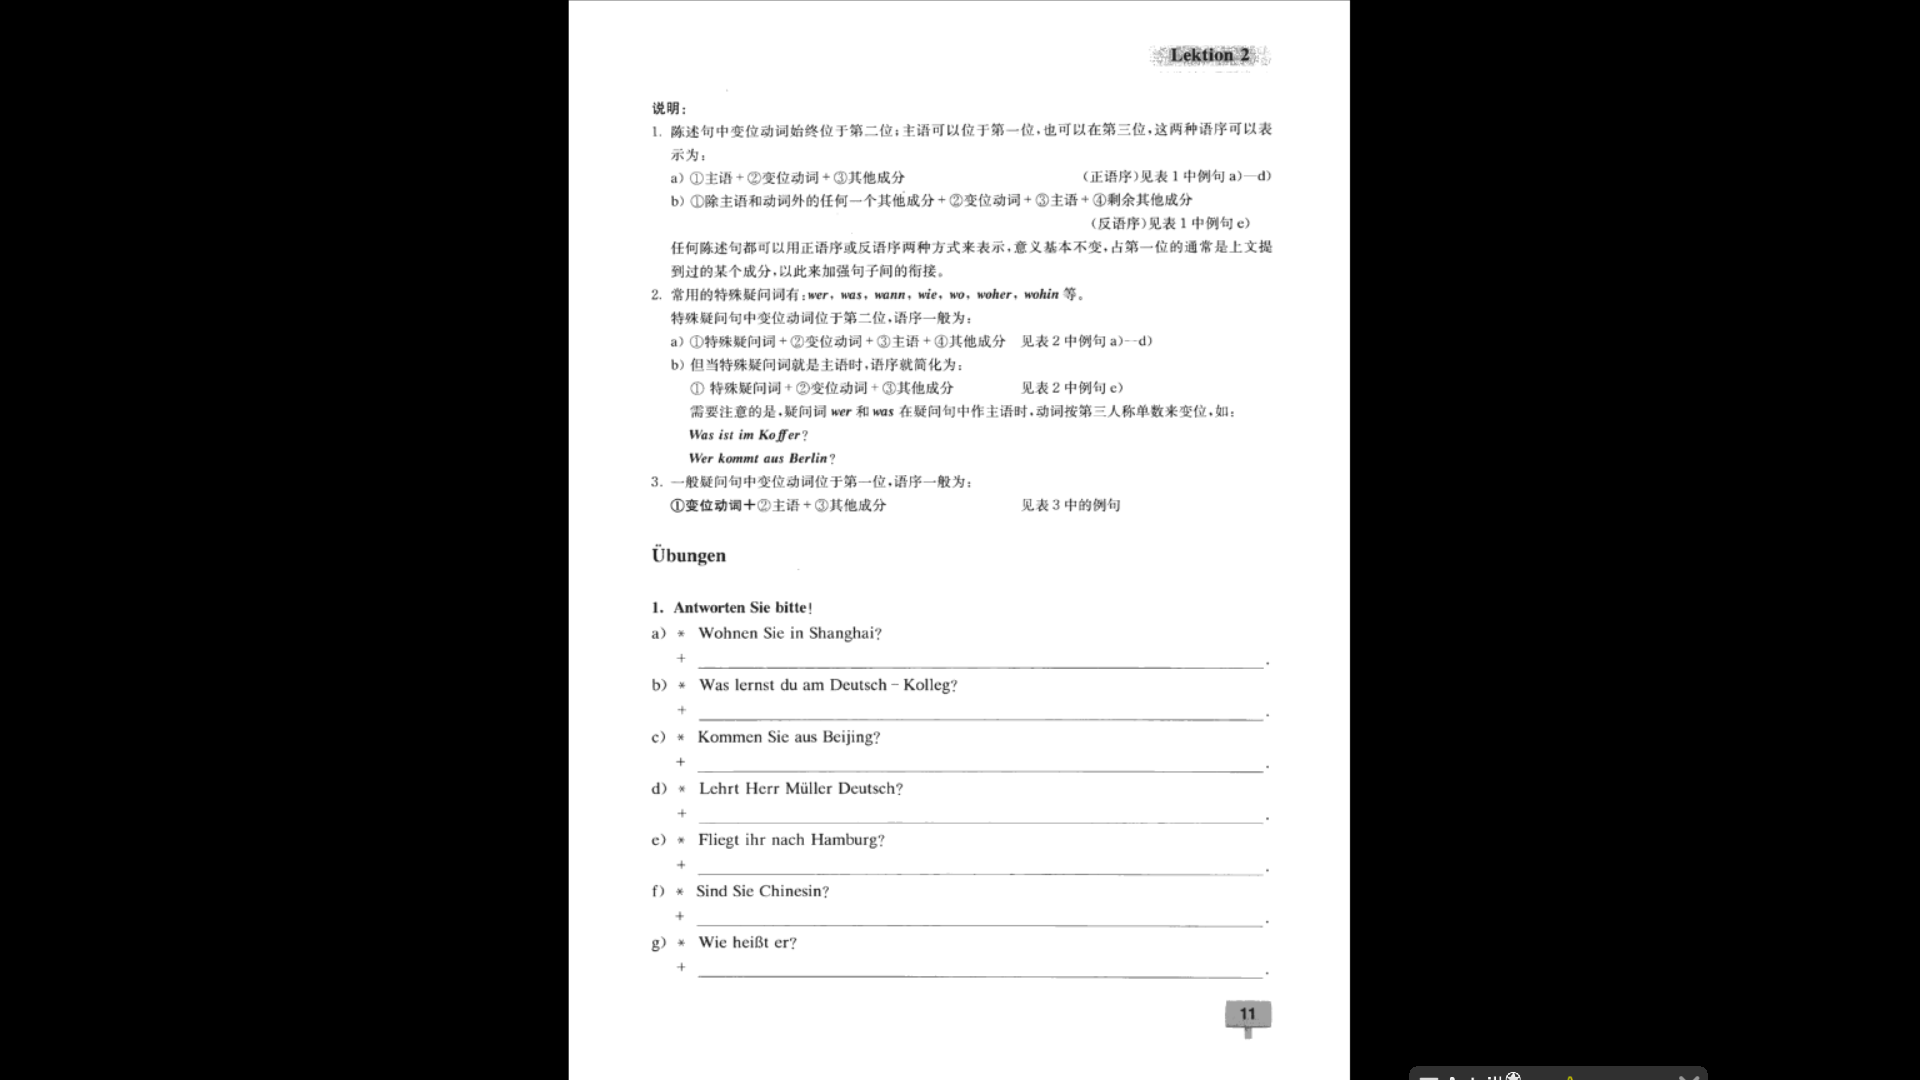 Lektion 2
说明:
1. 陈述句中变位动词始终位于第二位;主语可以位于第一位,也可以在第三位,这两种语序可以表
示为:
a) ①主语+②变位动词+③其他成分 (正语序)见表1中例句a)—d)
b) ①除主语和动词外的任何一个其他成分+②变位动词+③主语+④剩余其他成分
(反语序)见表1中例句e)
任何陈述句都可以用正语序或反语序两种方式来表示,意义基本不变,占第一位的通常是上文提
到过的某个成分,以此来加强句子间的衔接。
2. 常用的特殊疑问词有:wer, was, wann, wie, wo, woher, wohin 等。
特殊疑问句中变位动词位于第二位,语序一般为:
a) ①特殊疑问词+②变位动词+③主语+④其他成分 见表2中例句a)--d)
b) 但当特殊疑问词就是主语时,语序就简化为:
① 特殊疑问词+②变位动词+③其他成分 见表2中例句e)
需要注意的是,疑问词 wer 和 was 在疑问句中作主语时,动词按第三人称单数来变位,如:
Was ist im Koffer?
Wer kommt aus Berlin?
3. 一般疑问句中变位动词位于第一位,语序一般为:
①变位动词+②主语+③其他成分 见表3中的例句
Übungen
1. Antworten Sie bitte!
a) * Wohnen Sie in Shanghai?
+ .
b) * Was lernst du am Deutsch-Kolleg?
+ .
c) * Kommen Sie aus Beijing?
+ .
d) * Lehrt Herr Müller Deutsch?
+ .
e) * Fliegt ihr nach Hamburg?
+ .
f) * Sind Sie Chinesin?
+ .
g) * Wie heißt er?
+ .
11